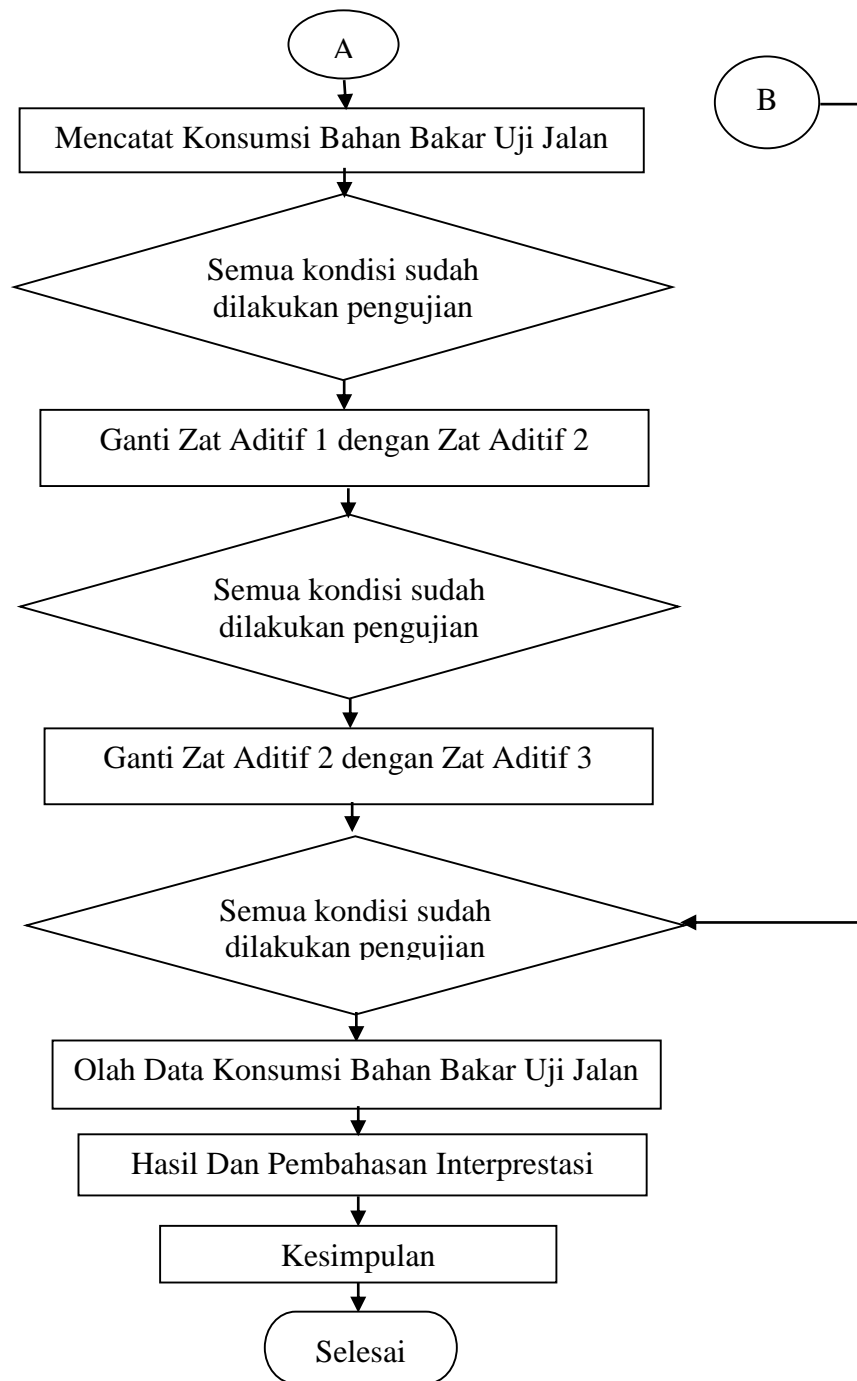 A
B
Mencatat Konsumsi Bahan Bakar Uji Jalan
Semua kondisi sudah
dilakukan pengujian
Ganti Zat Aditif 1 dengan Zat Aditif 2
Semua kondisi sudah
dilakukan pengujian
Ganti Zat Aditif 2 dengan Zat Aditif 3
Semua kondisi sudah
dilakukan pengujian
Olah Data Konsumsi Bahan Bakar Uji Jalan
Hasil Dan Pembahasan Interprestasi
Kesimpulan
Selesai